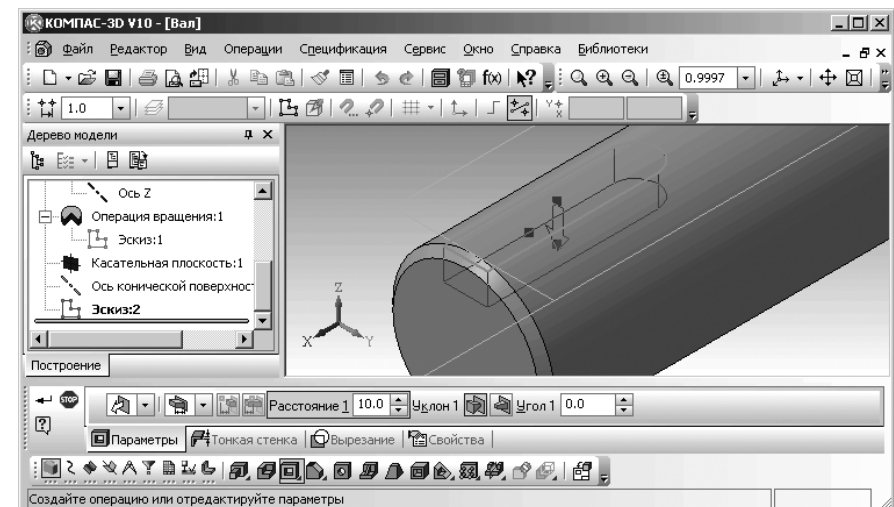 КОМПАС-3D V10 - [Вал]
Файл Редактор Вид Операции Спецификация Сервис Окно Справка Библиотеки
f(x) 0.9997
1.0
Дерево модели
Ось Z
Операция вращения:1
Эскиз:1
Касательная плоскость:1
Ось конической поверхнос
Эскиз:2
Z
X Y
Построение
STOP Расстояние 1 10.0 Уклон 1 Угол 1 0.0
Параметры Тонкая стенка Вырезание Свойства
Создайте операцию или отредактируйте параметры